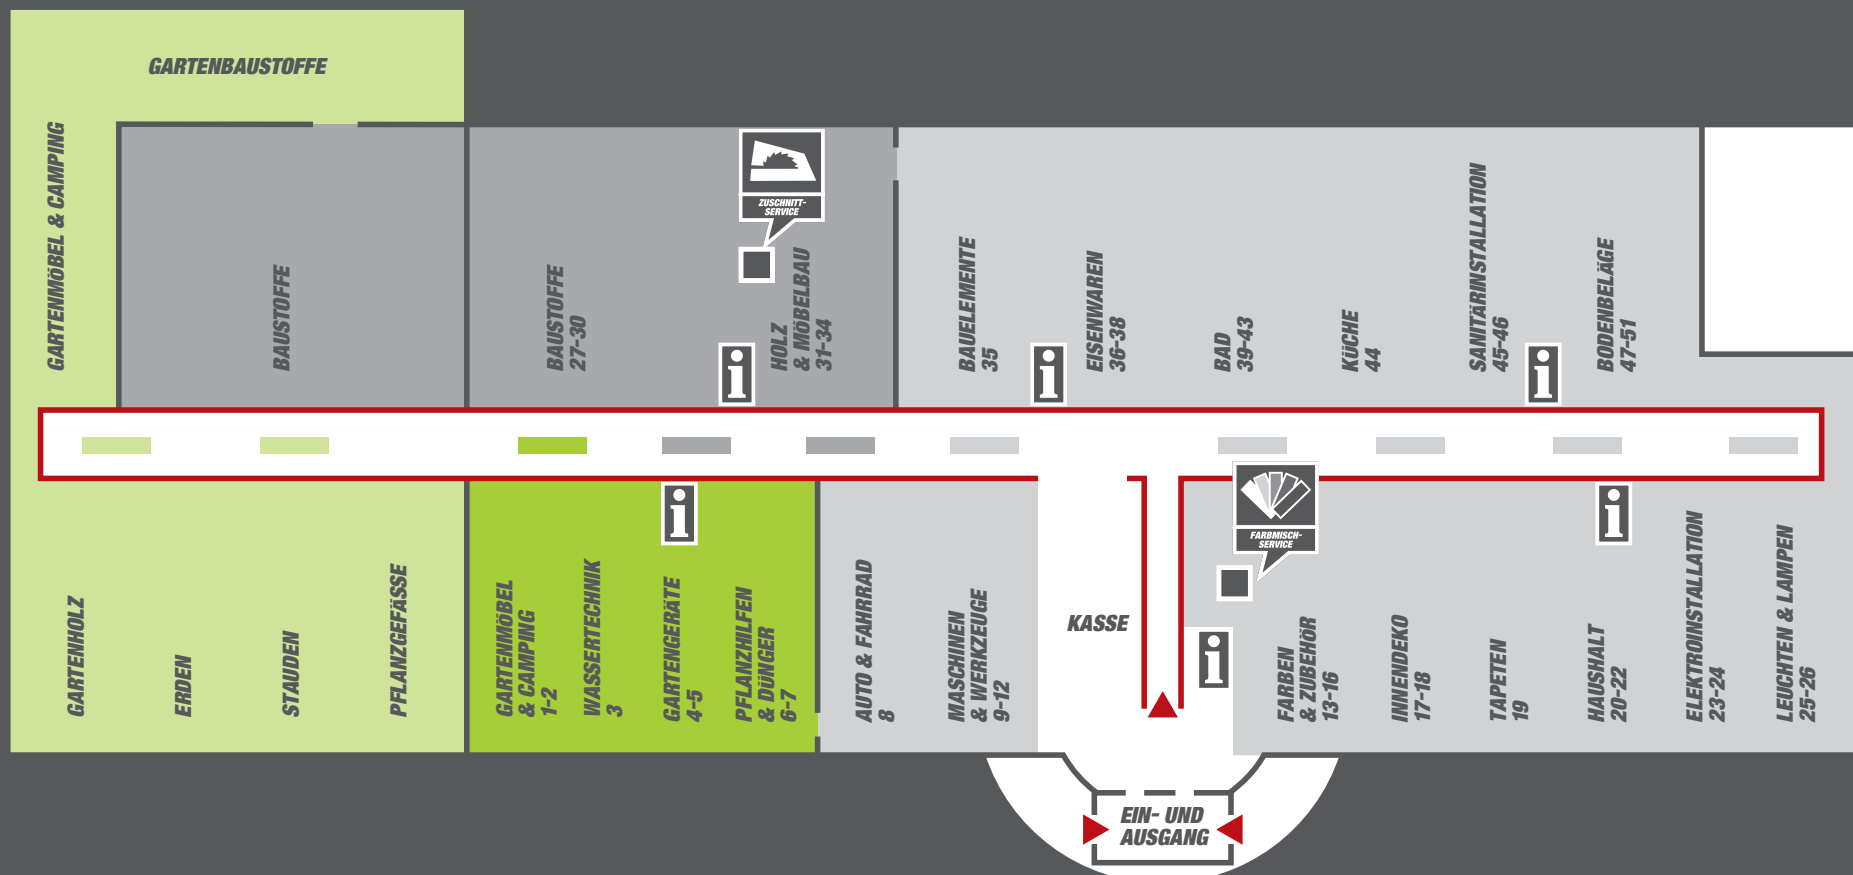 GARTENBAUSTOFFE
GARTENMÖBEL & CAMPING
BAUSTOFFE
BAUSTOFFE
27-30
ZUSCHNITT-
SERVICE
HOLZ
& MÖBELBAU
31-34
BAUELEMENTE
35
EISENWAREN
36-38
BAD
39-43
KÜCHE
44
SANITÄRINSTALLATION
45-46
BODENBELÄGE
47-51
i
i
i
GARTENHOLZ
ERDEN
STAUDEN
PFLANZGEFÄSSE
GARTENMÖBEL
& CAMPING
1-2
WASSERTECHNIK
3
i
GARTENGERÄTE
4-5
PFLANZHILFEN
& DÜNGER
6-7
AUTO & FAHRRAD
8
MASCHINEN
& WERKZEUGE
9-12
KASSE
FARBMISCH-
SERVICE
i
FARBEN
& ZUBEHÖR
13-16
INNENDEKO
17-18
TAPETEN
19
HAUSHALT
20-22
i
ELEKTROINSTALLATION
23-24
LEUCHTEN & LAMPEN
25-26
EIN- UND
AUSGANG